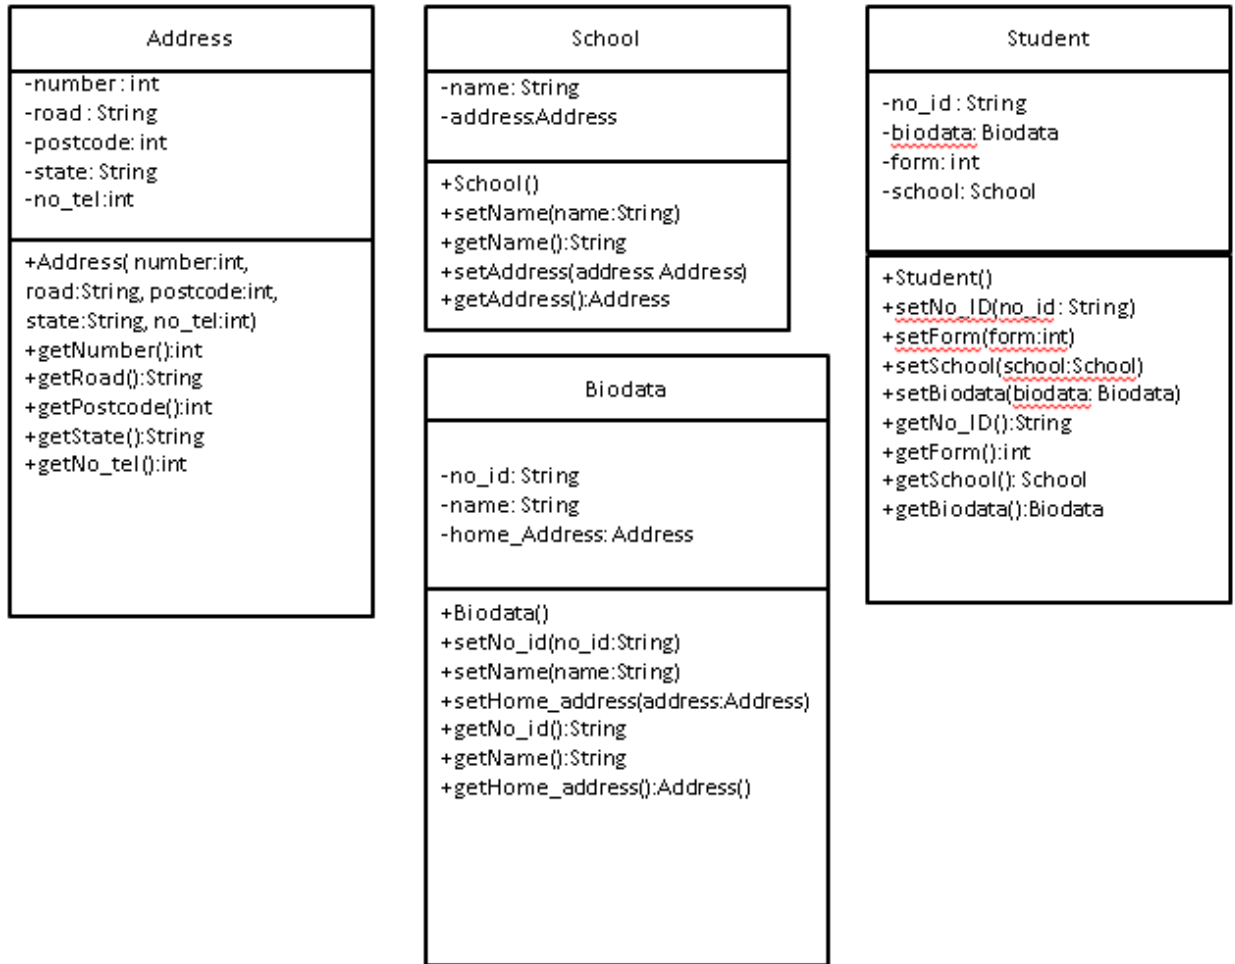 Address
-number: int
-road: String
-postcode: int
-state: String
-no_tel:int
+Address( number:int,
road:String, postcode:int,
state:String, no_tel:int)
+getNumber():int
+getRoad():String
+getPostcode():int
+getState():String
+getNo_tel():int
School
-name: String
-address:Address
+School()
+setName(name:String)
+getName():String
+setAddress(address: Address)
+getAddress():Address
Biodata
-no_id: String
-name: String
-home_Address: Address
+Biodata()
+setNo_id(no_id:String)
+setName(name:String)
+setHome_address(address:Address)
+getNo_id():String
+getName():String
+getHome_address():Address()
Student
-no_id: String
-biodata: Biodata
-form: int
-school: School
+Student()
+setNo_ID(no_id: String)
+setForm(form:int)
+setSchool(school:School)
+setBiodata(biodata: Biodata)
+getNo_ID():String
+getForm():int
+getSchool(): School
+getBiodata():Biodata